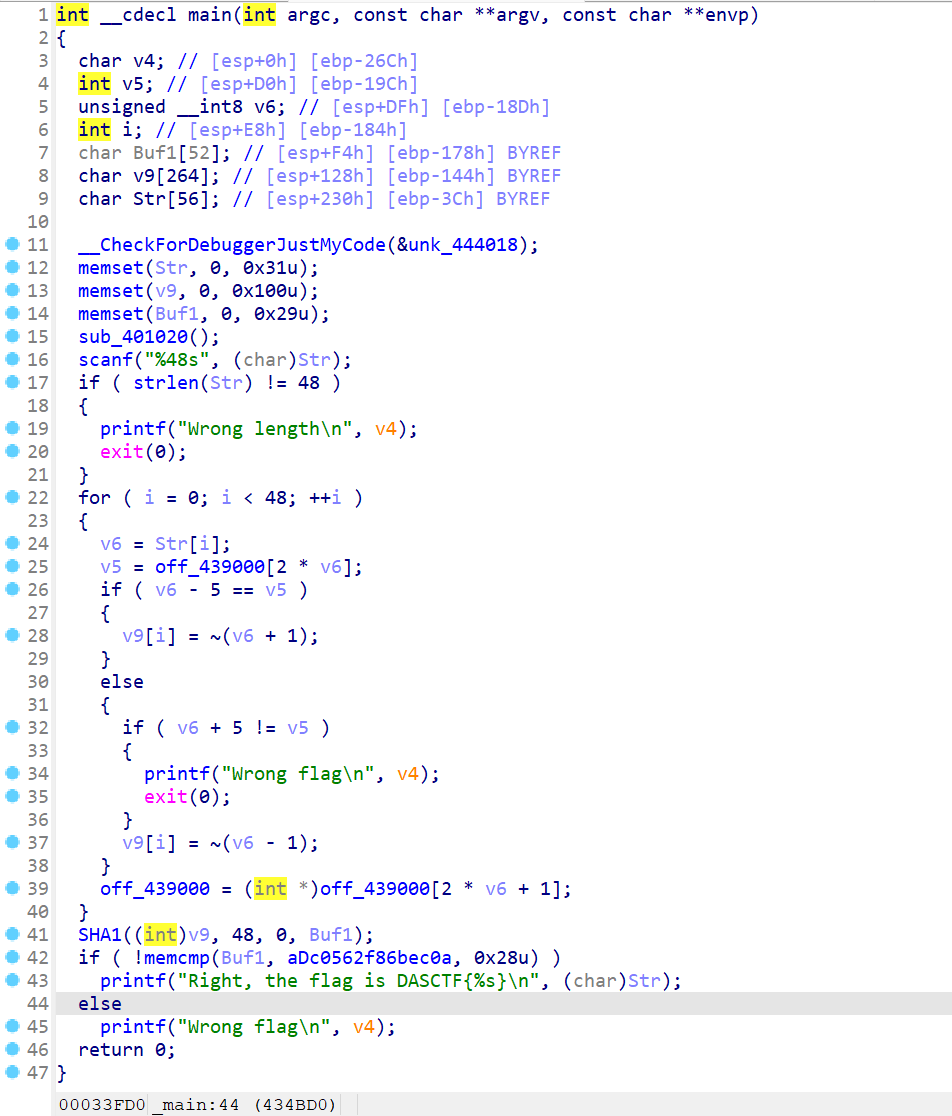 1 int __cdecl main(int argc, const char **argv, const char **envp)
2 {
3 char v4; // [esp+0h] [ebp-26Ch]
4 int v5; // [esp+D0h] [ebp-19Ch]
5 unsigned __int8 v6; // [esp+DFh] [ebp-18Dh]
6 int i; // [esp+E8h] [ebp-184h]
7 char Buf1[52]; // [esp+F4h] [ebp-178h] BYREF
8 char v9[264]; // [esp+128h] [ebp-144h] BYREF
9 char Str[56]; // [esp+230h] [ebp-3Ch] BYREF
10
11 __CheckForDebuggerJustMyCode(&unk_444018);
12 memset(Str, 0, 0x31u);
13 memset(v9, 0, 0x100u);
14 memset(Buf1, 0, 0x29u);
15 sub_401020();
16 scanf("%48s", (char)Str);
17 if ( strlen(Str) != 48 )
18 {
19 printf("Wrong length\n", v4);
20 exit(0);
21 }
22 for ( i = 0; i < 48; ++i )
23 {
24 v6 = Str[i];
25 v5 = off_439000[2 * v6];
26 if ( v6 - 5 == v5 )
27 {
28 v9[i] = ~(v6 + 1);
29 }
30 else
31 {
32 if ( v6 + 5 != v5 )
33 {
34 printf("Wrong flag\n", v4);
35 exit(0);
36 }
37 v9[i] = ~(v6 - 1);
38 }
39 off_439000 = (int *)off_439000[2 * v6 + 1];
40 }
41 SHA1((int)v9, 48, 0, Buf1);
42 if ( !memcmp(Buf1, aDc0562f86bec0a, 0x28u) )
43 printf("Right, the flag is DASCTF{%s}\n", (char)Str);
44 else
45 printf("Wrong flag\n", v4);
46 return 0;
47 }
00033FD0 _main:44 (434BD0)